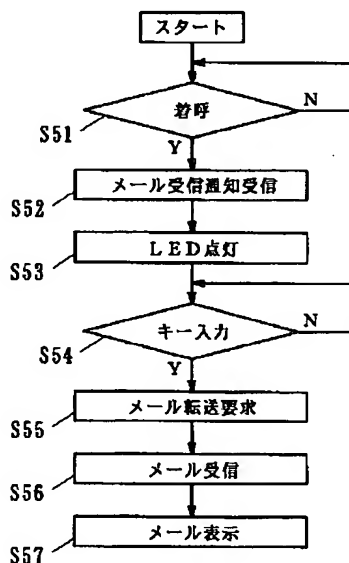 スタート
着呼
N
S51
Y
メール受信通知受信
S52
LED点灯
S53
キー入力
N
S54
Y
メール転送要求
S55
メール受信
S56
メール表示
S57